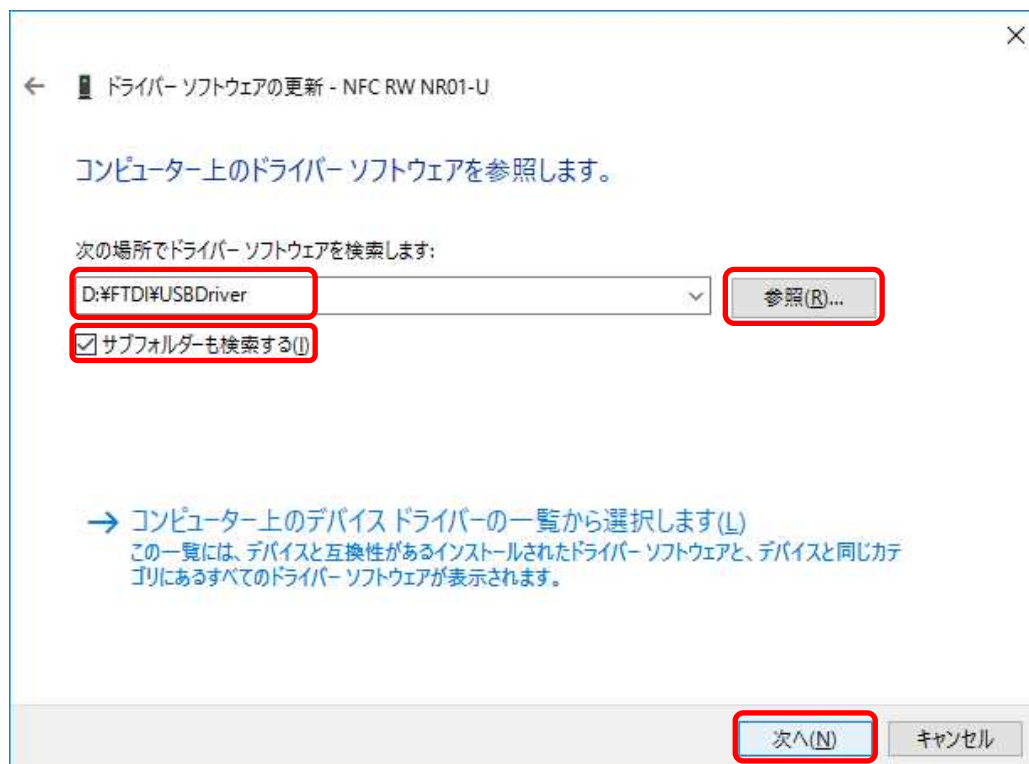 ドライバー ソフトウェアの更新 - NFC RW NR01-U
コンピューター上のドライバー ソフトウェアを参照します。
次の場所でドライバー ソフトウェアを検索します:
D:¥FTDI¥USBDriver
参照(R)...
サブフォルダーも検索する(I)
→ コンピューター上のデバイス ドライバーの一覧から選択します(L)
この一覧には、デバイスと互換性があるインストールされたドライバー ソフトウェアと、デバイスと同じカテ
ゴリにあるすべてのドライバー ソフトウェアが表示されます。
次へ(N)
キャンセル